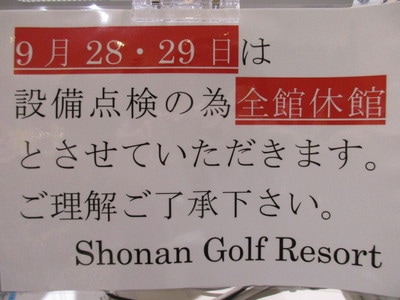 9月28・29日は
設備点検の為全館休館
とさせていただきます。
ご理解ご了承下さい。
Shonan Golf Resort